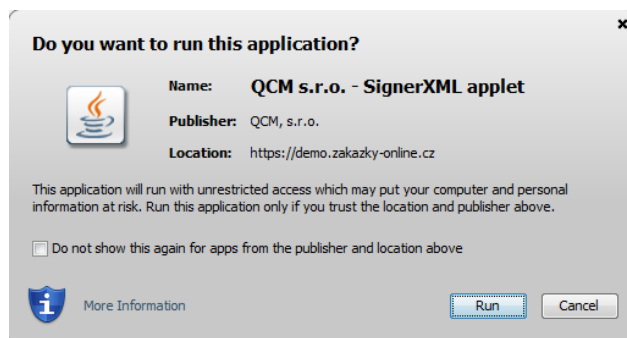 Do you want to run this application?
Name: QCM s.r.o. - SignerXML applet
Publisher: QCM, s.r.o.
Location: https://demo.zakazky-online.cz
This application will run with unrestricted access which may put your computer and personal
information at risk. Run this application only if you trust the location and publisher above.
Do not show this again for apps from the publisher and location above
More Information
Run Cancel